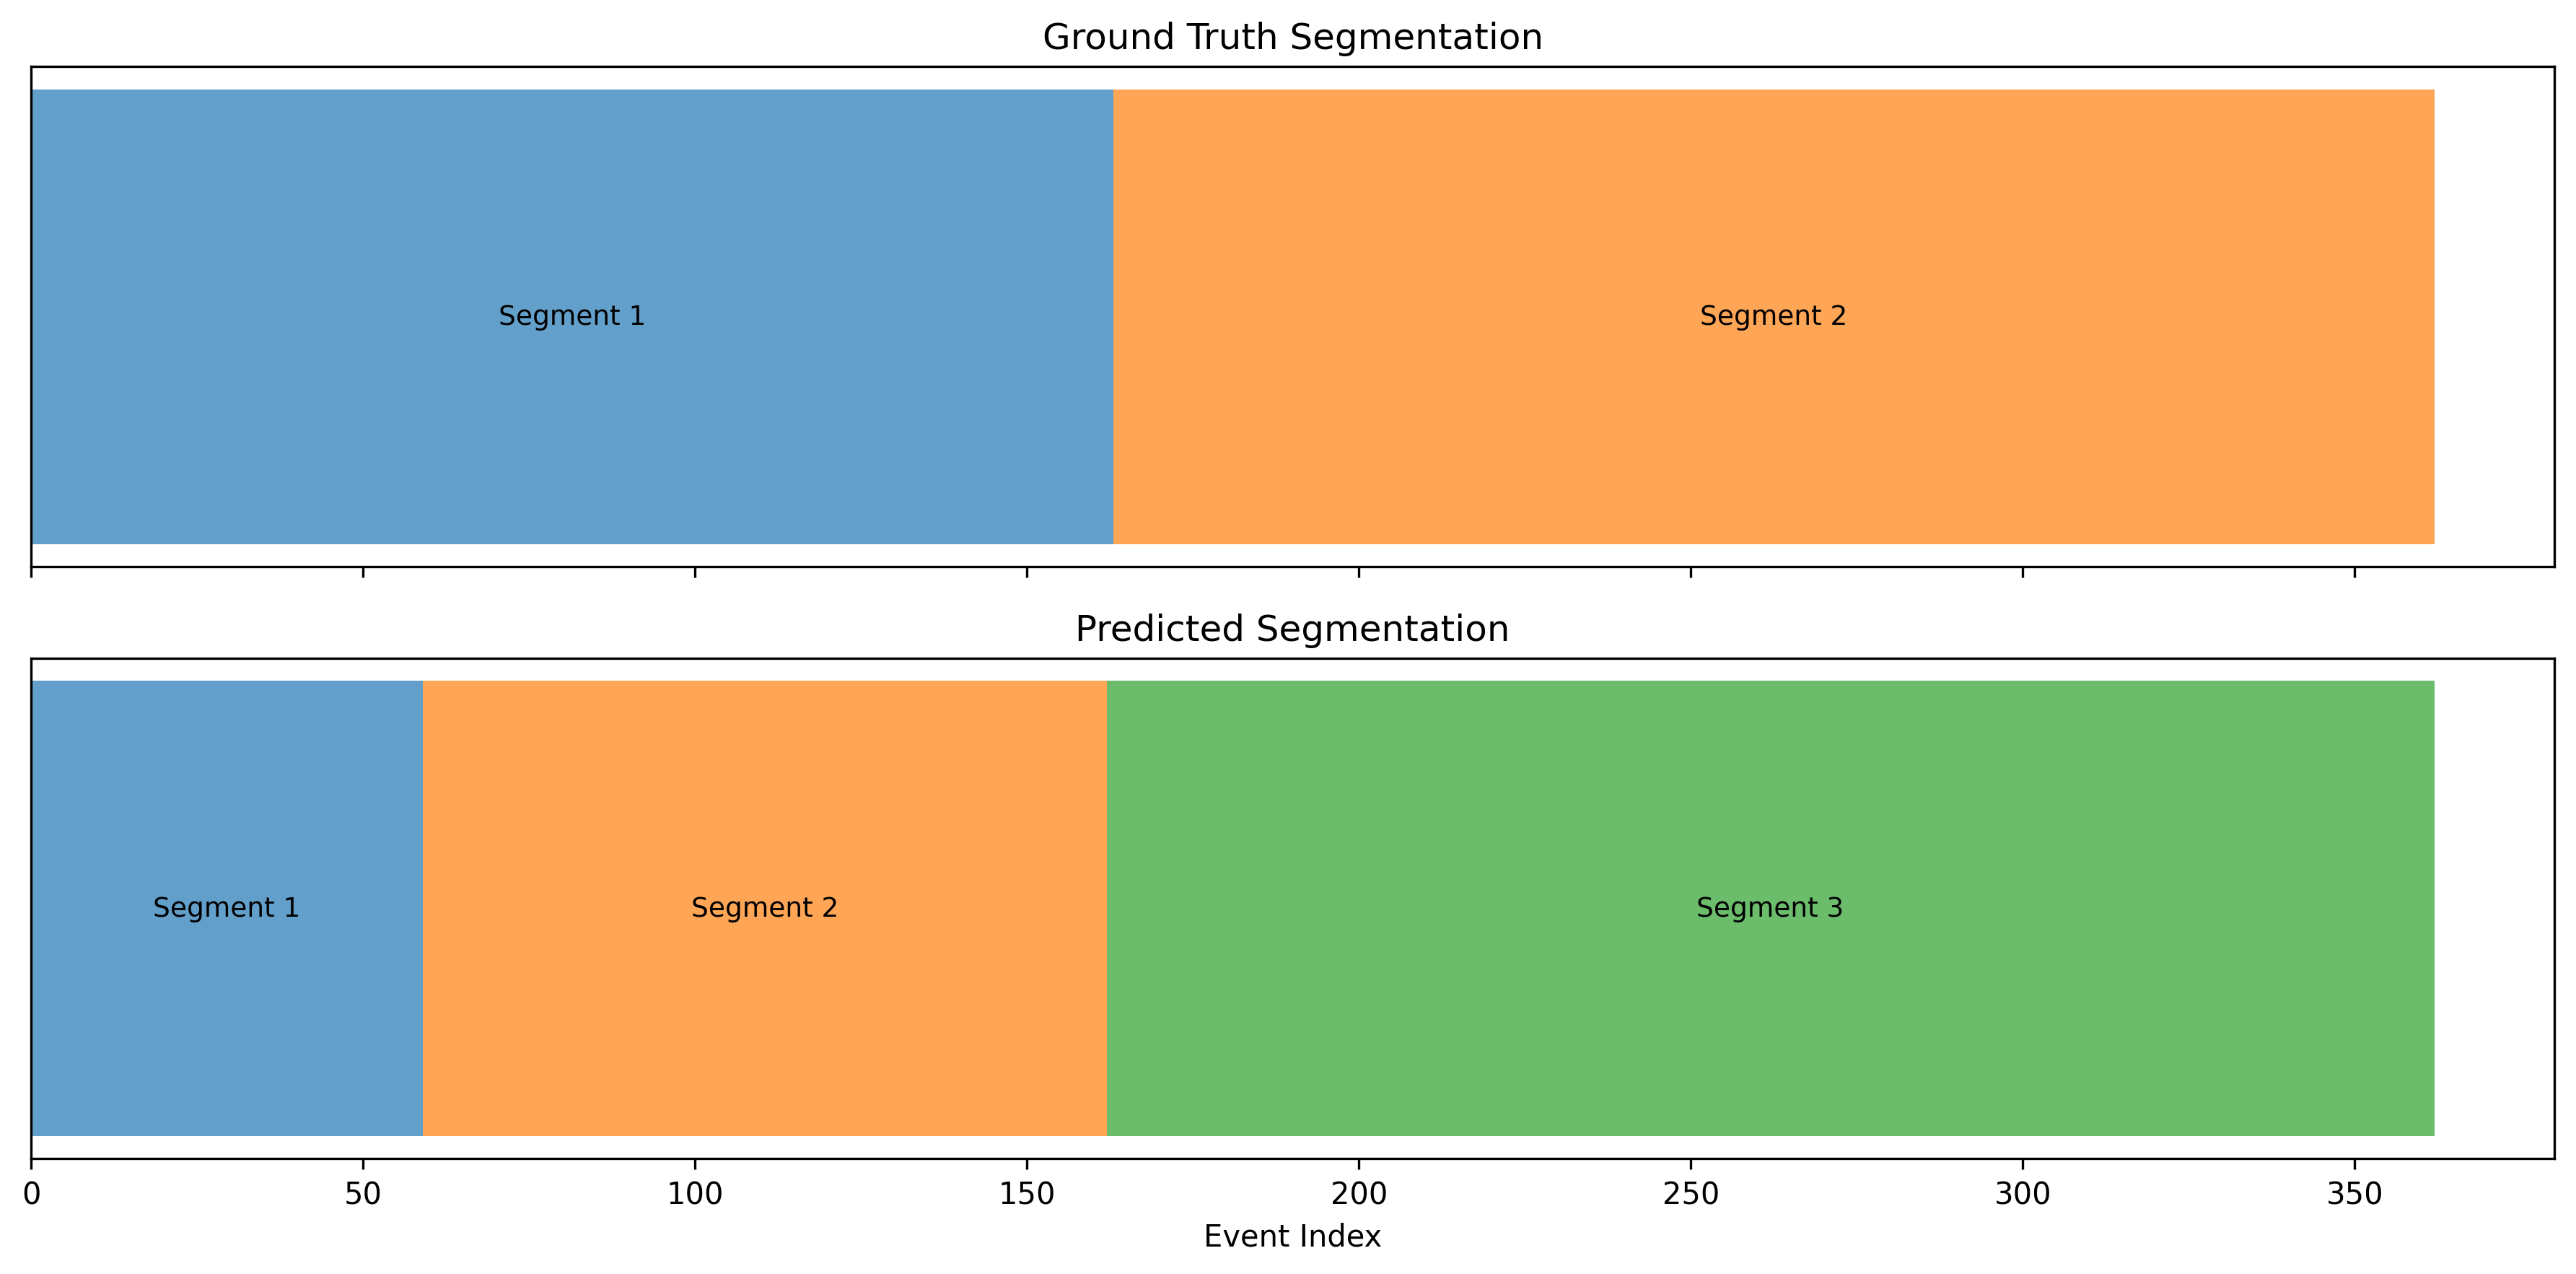 Ground Truth Segmentation
Segment 1 Segment 2
Predicted Segmentation
Segment 1 Segment 2 Segment 3
0 50 100 150 200 250 300 350
Event Index